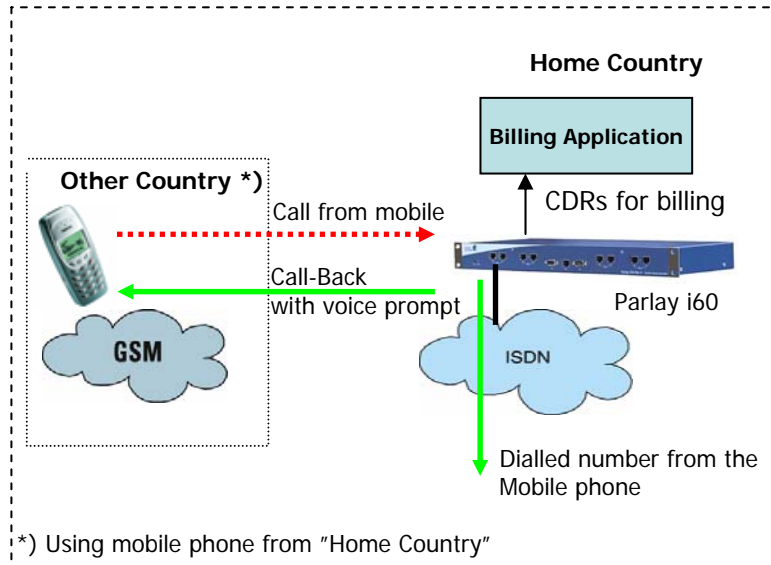 Home Country
Billing Application
Other Country *)
CDRs for billing
Call from mobile
Call-Back
with voice prompt
Parlay i60
GSM
ISDN
Dialled number from the
Mobile phone
*) Using mobile phone from "Home Country"